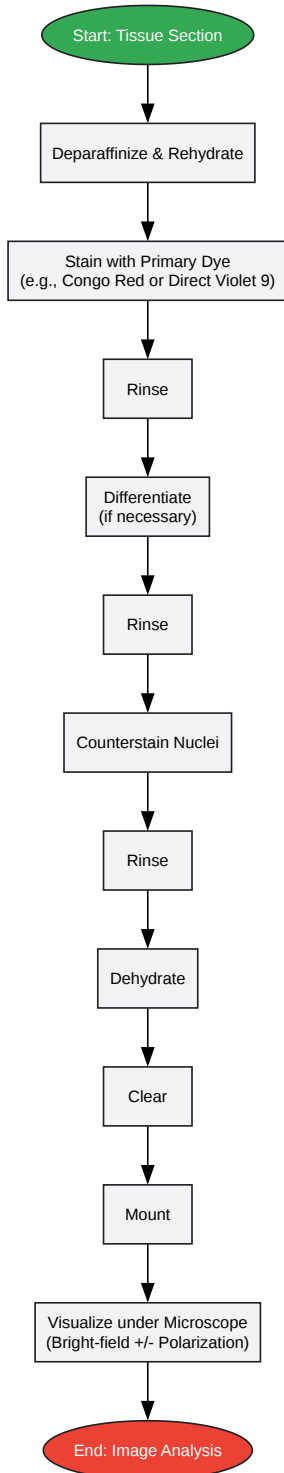 Start: Tissue Section
Deparaffinize & Rehydrate
Stain with Primary Dye
(e.g., Congo Red or Direct Violet 9)
Rinse
Differentiate
(if necessary)
Rinse
Counterstain Nuclei
Rinse
Dehydrate
Clear
Mount
Visualize under Microscope
(Bright-field +/- Polarization)
End: Image Analysis